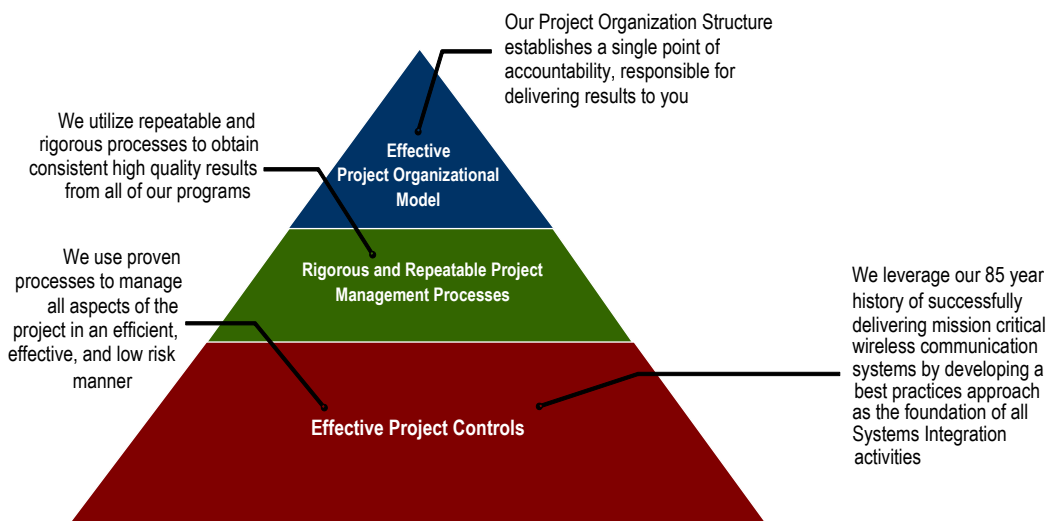 Our Project Organization Structure
establishes a single point of
accountability, responsible for
delivering results to you
We utilize repeatable and
rigorous processes to obtain
consistent high quality results
from all of our programs
Effective
Project Organizational
Model
We use proven
processes to manage
all aspects of the
project in an efficient,
effective, and low risk
manner
Rigorous and Repeatable Project
Management Processes
We leverage our 85 year
history of successfully
delivering mission critical
wireless communication
systems by developing a
best practices approach
as the foundation of all
Systems Integration
activities
Effective Project Controls